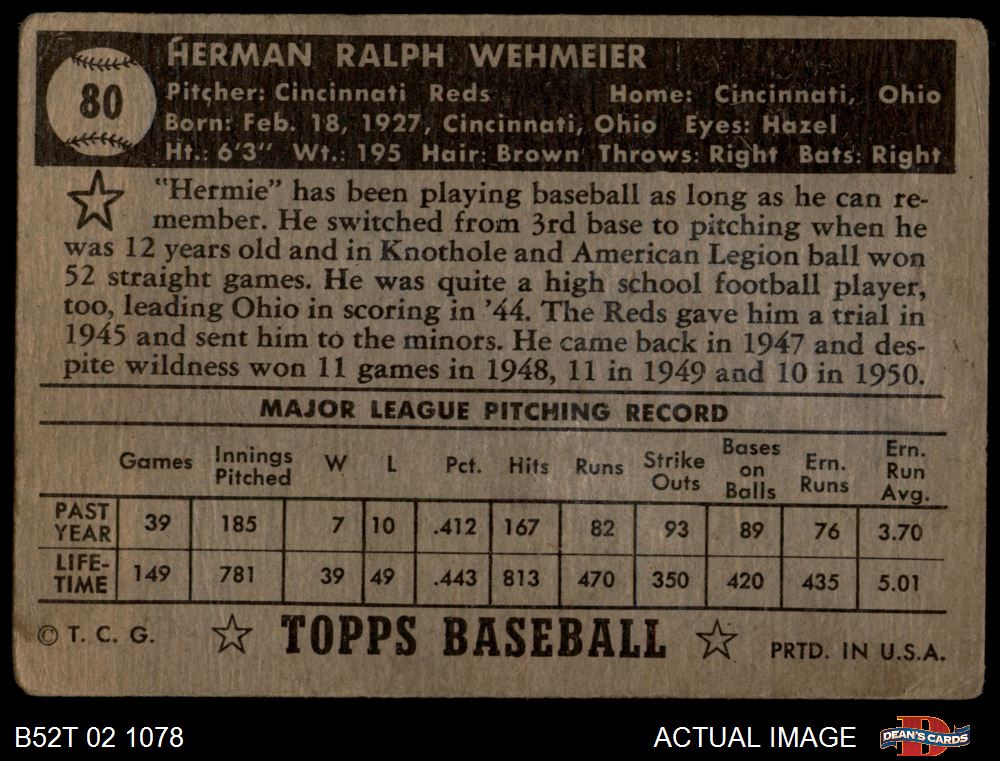 80
HERMAN RALPH WEHMEIER
Pitcher: Cincinnati Reds Home: Cincinnati, Ohio
Born: Feb. 18, 1927, Cincinnati, Ohio Eyes: Hazel
Ht.: 6'3" Wt.: 195 Hair: Brown Throws: Right Bats: Right
"Hermie" has been playing baseball as long as he can re-
member. He switched from 3rd base to pitching when he
was 12 years old and in Knothole and American Legion ball won
52 straight games. He was quite a high school football player,
too, leading Ohio in scoring in '44. The Reds gave him a trial in
1945 and sent him to the minors. He came back in 1947 and des-
pite wildness won 11 games in 1948, 11 in 1949 and 10 in 1950.
MAJOR LEAGUE PITCHING RECORD
Games Innings Pitched W L Pct. Hits Runs Strike Outs Bases on Balls Ern. Runs Ern. Run Avg.
PAST YEAR 39 185 7 10 .412 167 82 93 89 76 3.70
LIFE-TIME 149 781 39 49 .443 813 470 350 420 435 5.01
© T. C. G. TOPPS BASEBALL PRTD. IN U.S.A.
B52T 02 1078 ACTUAL IMAGE DEAN'S CARDS